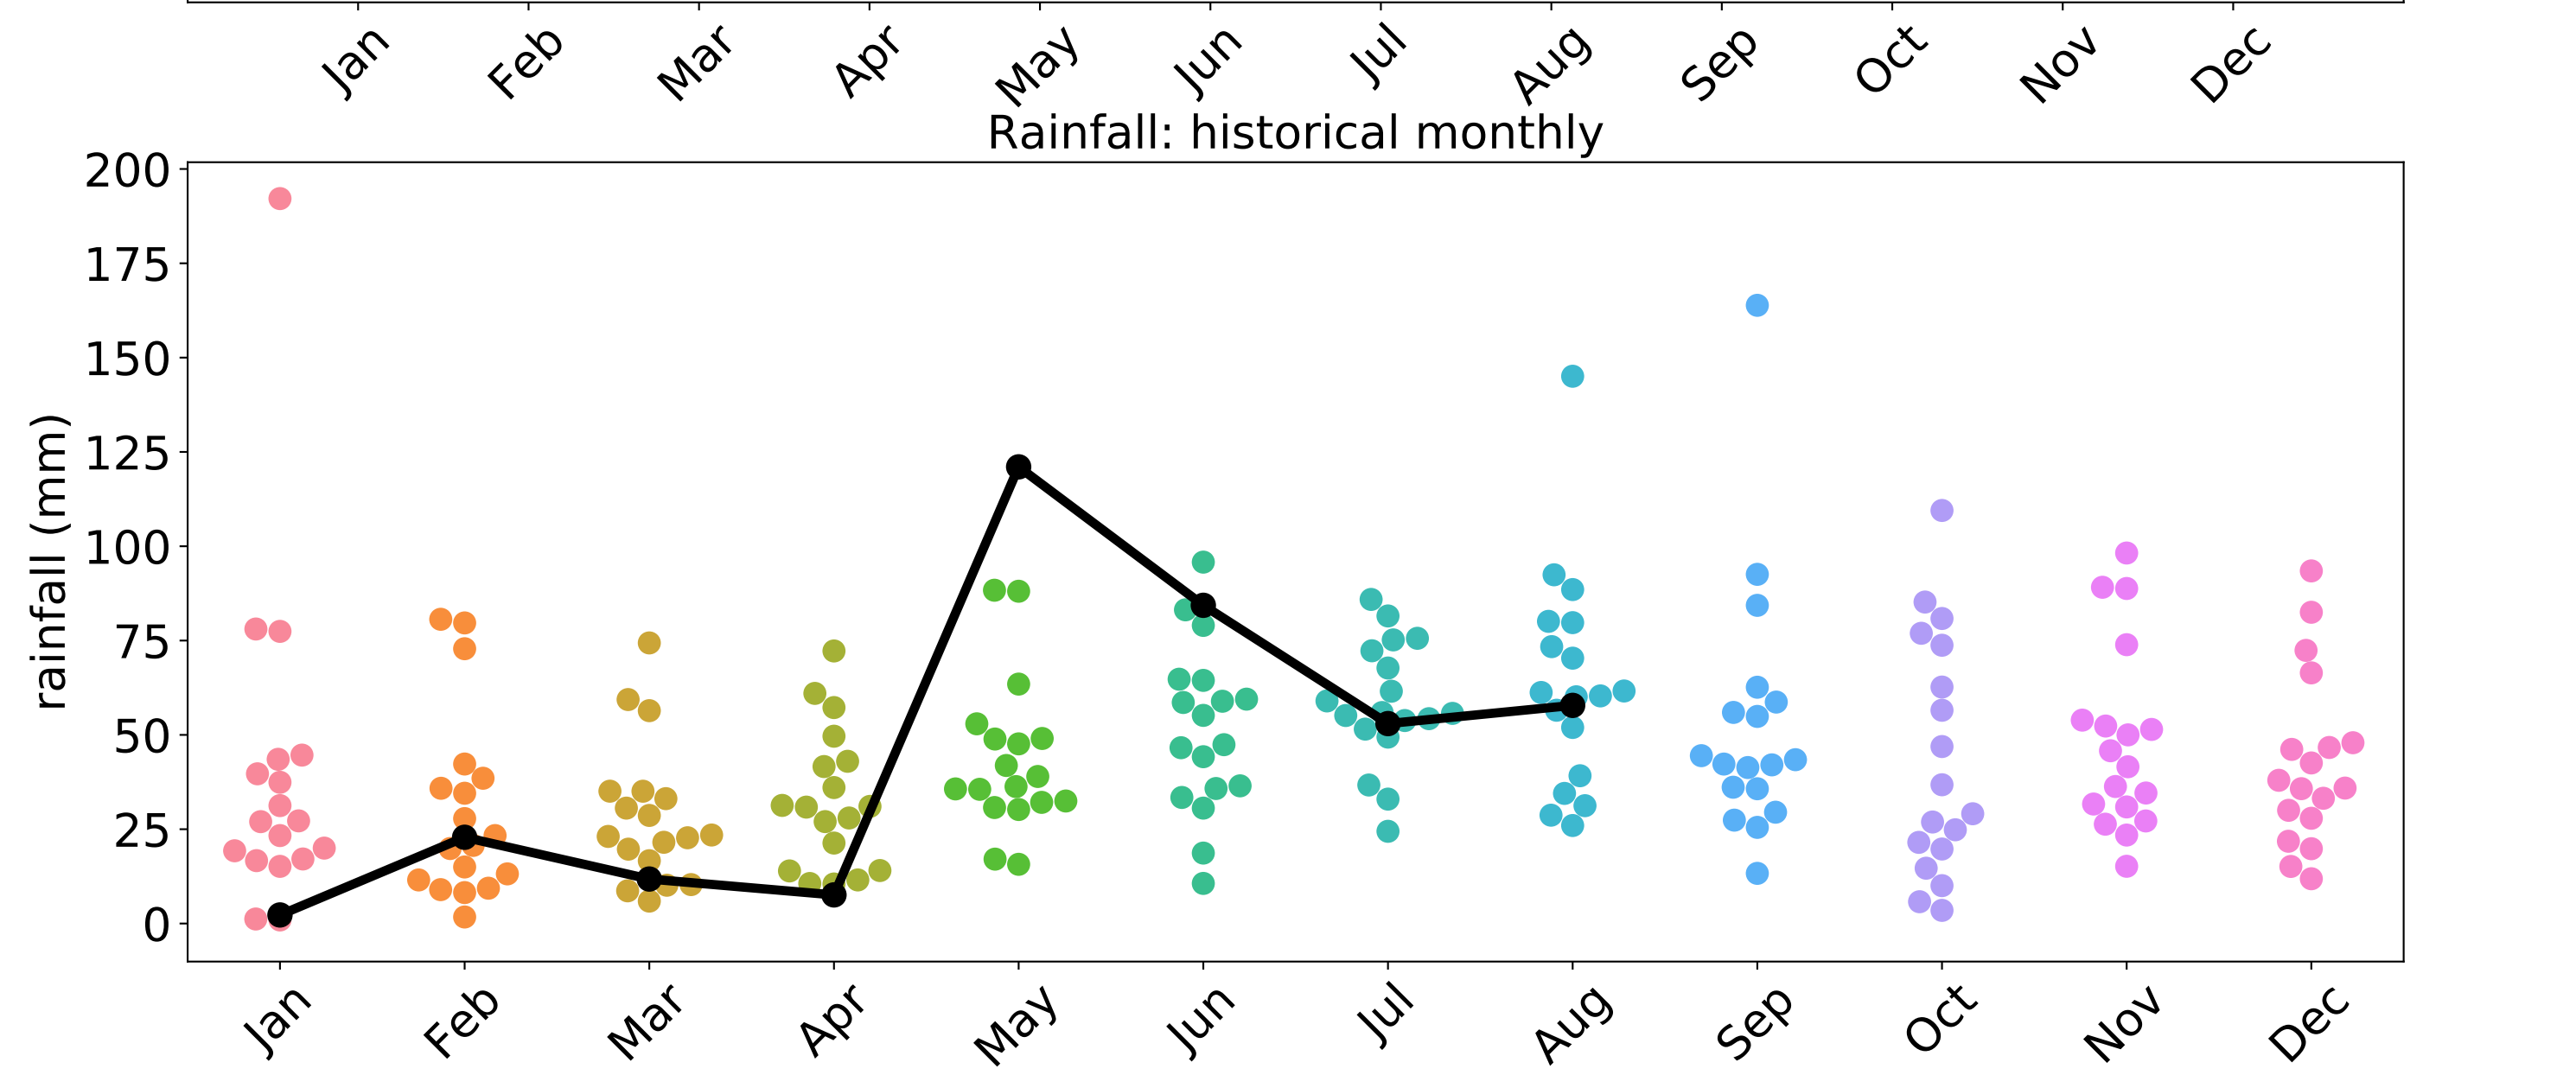 Jan Feb Mar Apr May Jun Jul Aug Sep Oct Nov Dec
Rainfall: historical monthly
200
175
150
125
100
75
50
25
0
rainfall (mm)
Jan Feb Mar Apr May Jun Jul Aug Sep Oct Nov Dec